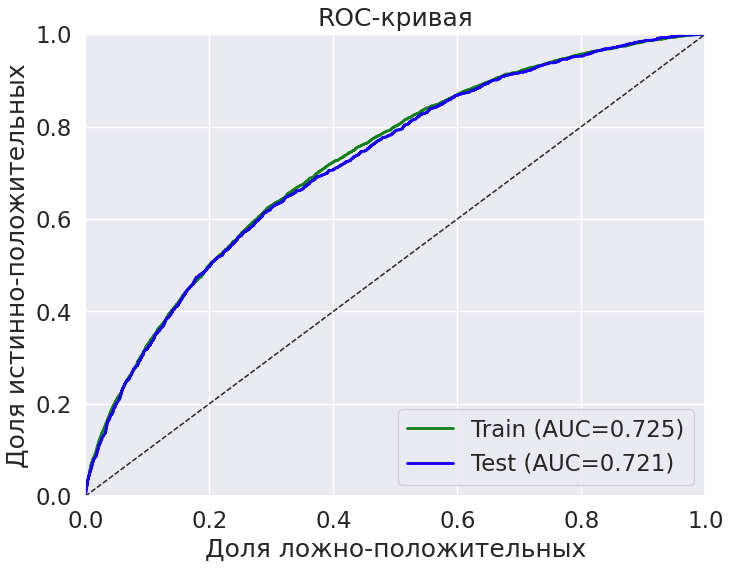 ROC-кривая
1.0
0.8
0.6
0.4
0.2
0.0
Доля истинно-положительных
Train (AUC=0.725)
Test (AUC=0.721)
0.0 0.2 0.4 0.6 0.8 1.0
Доля ложно-положительных